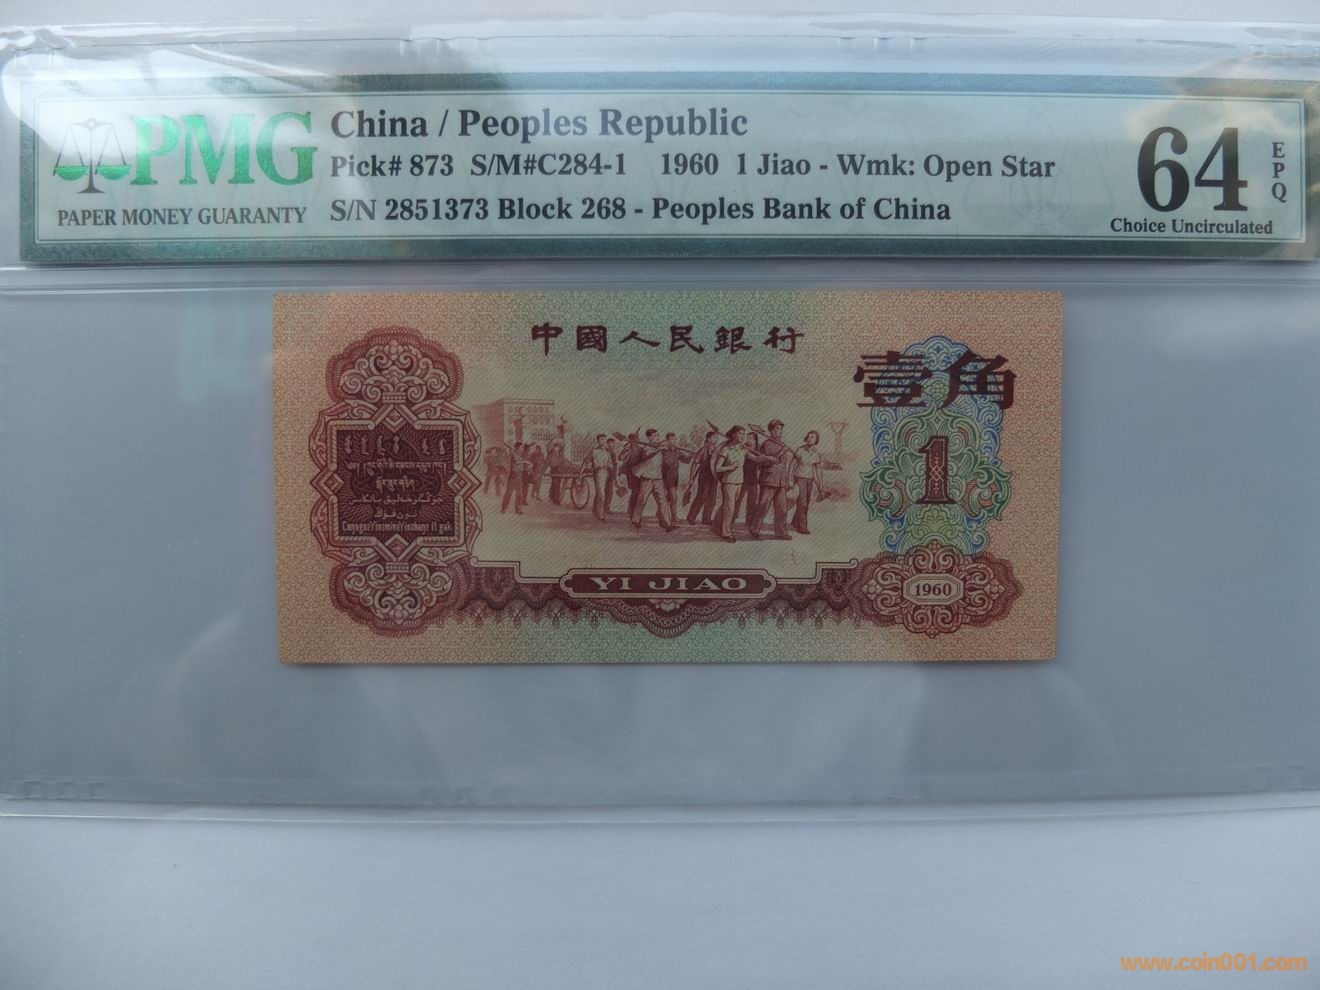 PMG
PAPER MONEY GUARANTY
China / Peoples Republic
Pick# 873 S/M#C284-1 1960 1 Jiao - Wmk: Open Star
S/N 2851373 Block 268 - Peoples Bank of China
64
EPQ
Choice Uncirculated
中國人民銀行
壹角
1
YI JIAO
1960
www.coin001.com